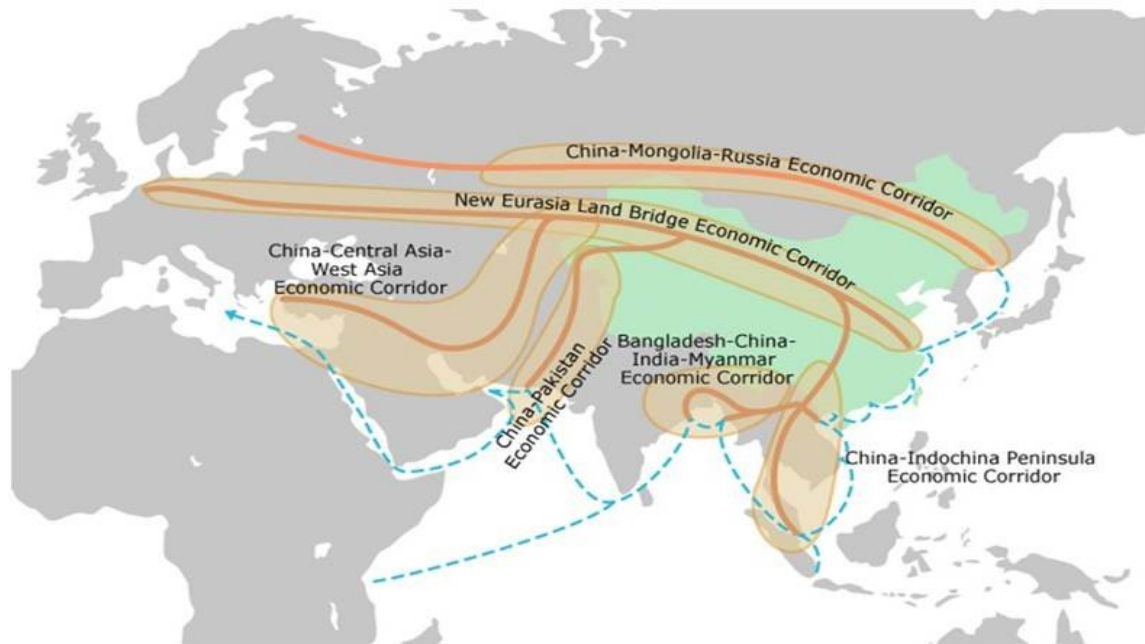 China-Mongolia-Russia Economic Corridor
New Eurasia Land Bridge Economic Corridor
China-Central Asia-
West Asia
Economic Corridor
China-Pakistan
Economic Corridor
Bangladesh-China-
India-Myanmar
Economic Corridor
China-Indochina Peninsula
Economic Corridor